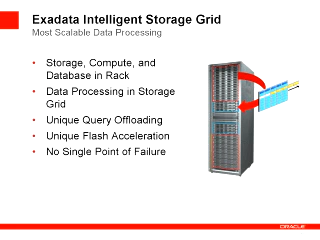 Exadata Intelligent Storage Grid
Most Scalable Data Processing
• Storage, Compute, and
Database in Rack
• Data Processing in Storage
Grid
• Unique Query Offloading
• Unique Flash Acceleration
• No Single Point of Failure
ORACLE